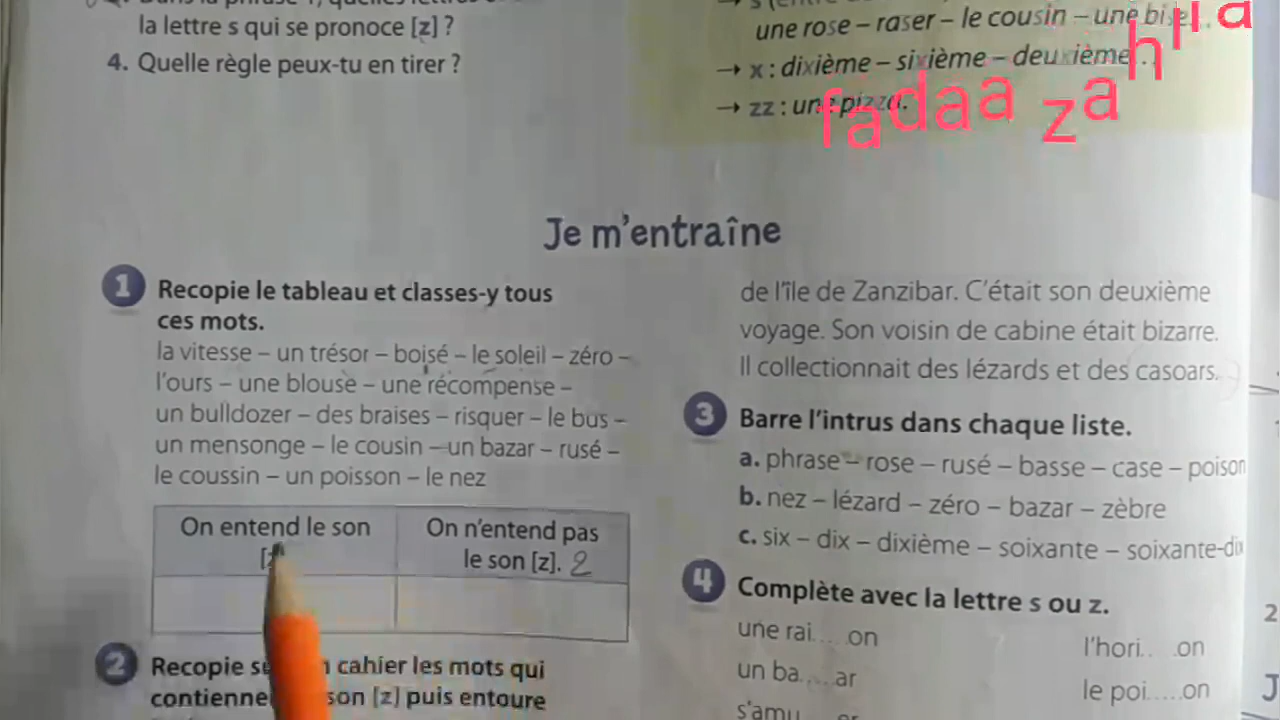 la lettre s qui se pronoce [z] ?
4. Quelle règle peux-tu en tirer ?
une rose – raser – le cousin – une bise...
→ x : dixième – sixième – deuxième...
→ zz : une pizza.
fadaa zahila
Je m'entraîne
1 Recopie le tableau et classes-y tous
ces mots.
la vitesse – un trésor – boisé – le soleil – zéro –
l'ours – une blouse – une récompense –
un bulldozer – des braises – risquer – le bus –
un mensonge – le cousin – un bazar – rusé –
le coussin – un poisson – le nez
On entend le son
On n'entend pas
le son [z]. 2
2 Recopie cahier les mots qui
son [z] puis entoure
de l'île de Zanzibar. C'était son deuxième
voyage. Son voisin de cabine était bizarre.
Il collectionnait des lézards et des casoars.
3 Barre l'intrus dans chaque liste.
a. phrase – rose – rusé – basse – case – poison
b. nez – lézard – zéro – bazar – zèbre
c. six – dix – dixième – soixante – soixante-dix
4 Complète avec la lettre s ou z.
une rai....on l'hori....on
un ba....ar le poi.....on
s'amu
2
J